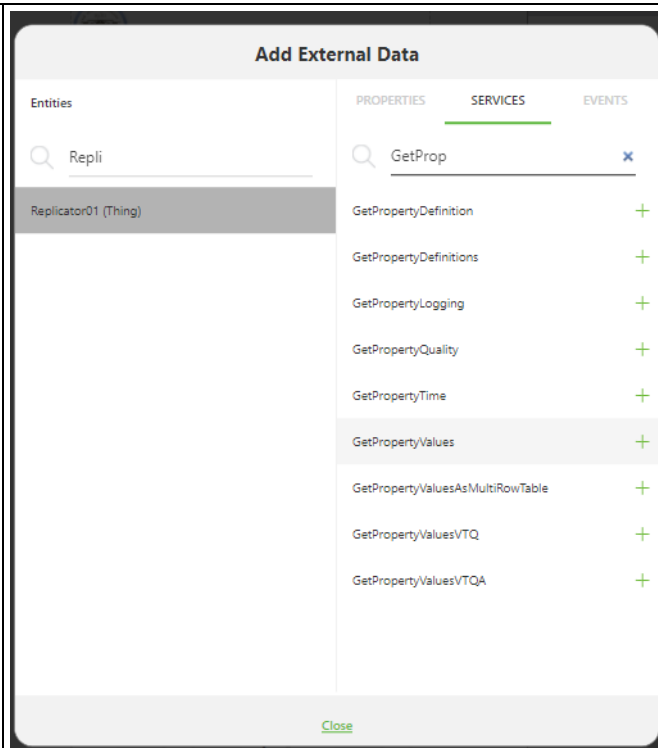 Add External Data
Entities
PROPERTIES SERVICES EVENTS
Repli
GetProp
Replicator01 (Thing)
GetPropertyDefinition
GetPropertyDefinitions
GetPropertyLogging
GetPropertyQuality
GetPropertyTime
GetPropertyValues
GetPropertyValuesAsMultiRowTable
GetPropertyValuesVTQ
GetPropertyValuesVTQA
Close